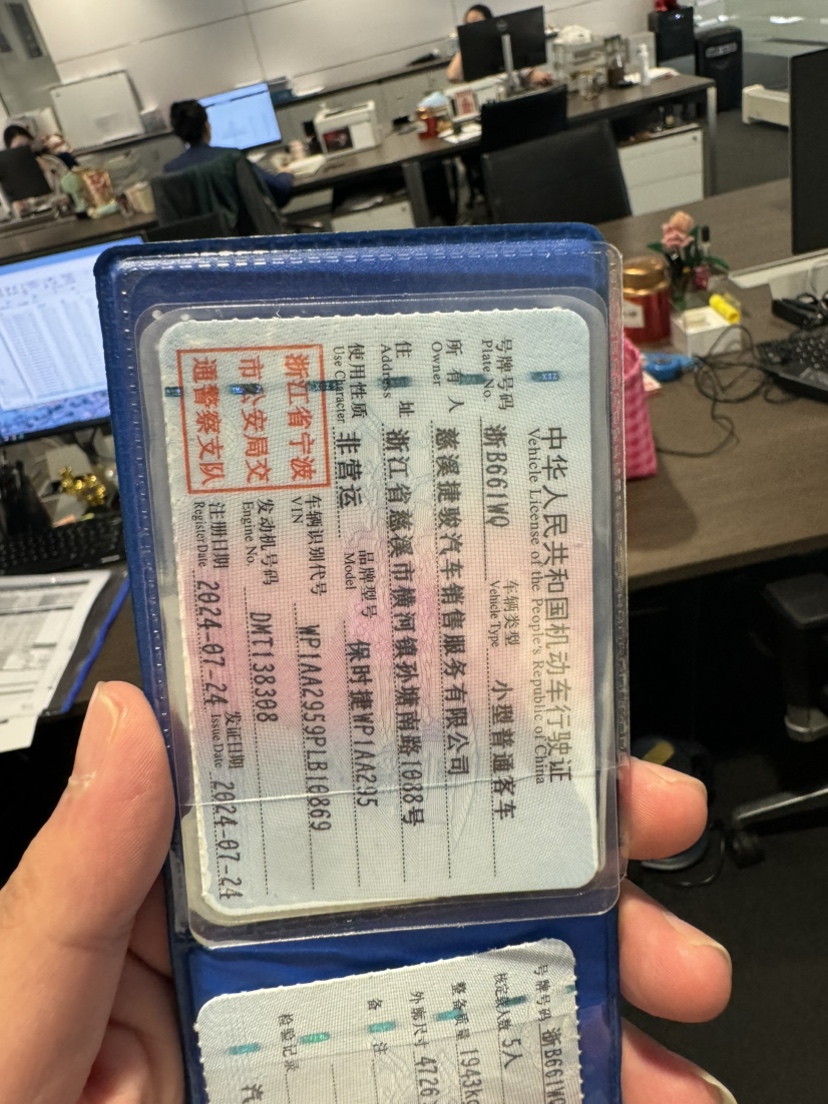 中华人民共和国机动车行驶证
Vehicle License of the People's Republic of China
号牌号码 浙B661WQ 车辆类型 小型普通客车
Plate No. Vehicle Type
所有人 慈溪捷骏汽车销售服务有限公司
Owner
住址 浙江省慈溪市横河镇孙塘南路1088号
Address
使用性质 非营运 品牌型号 保时捷WP1AA295
Use Character Model
浙江省宁波
市公安局交
通警察支队
车辆识别代号 WP1AA2959PLB10869
VIN
发动机号码 DMT138308
Engine No.
注册日期 2024-07-24 发证日期 2024-07-24
Register Date Issue Date
号牌号码 浙B661WQ
核定载人数 5人
整备质量 1943kg
外廓尺寸 4726
备注
检验记录
汽